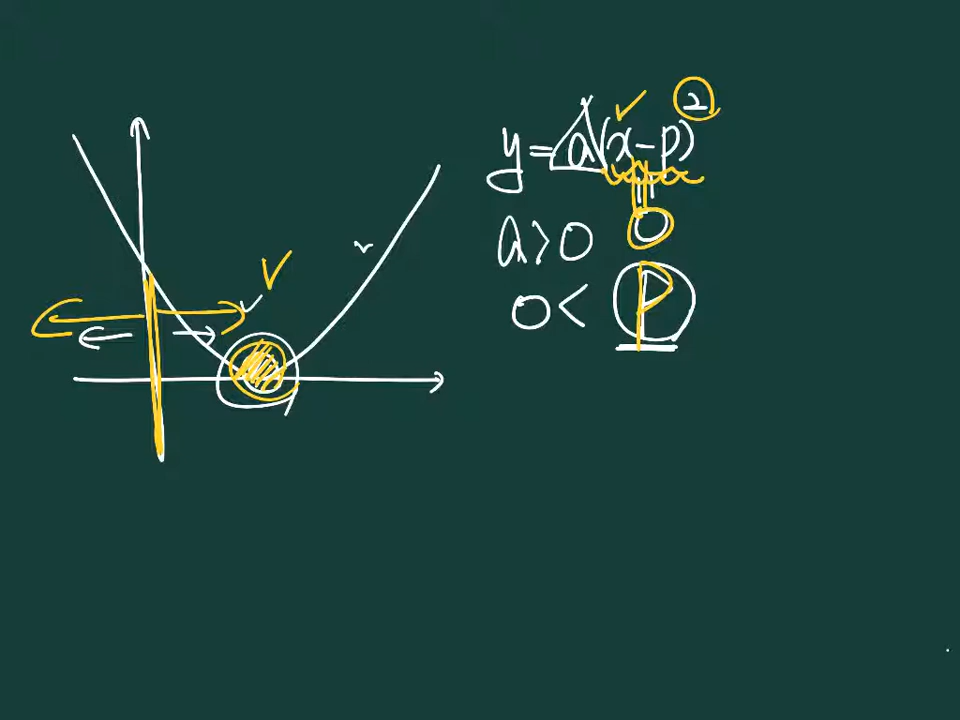 y = a(x-p)²
a>0
0
0< P